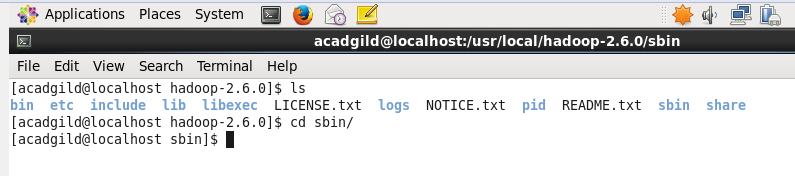 Applications Places System
acadgild@localhost:/usr/local/hadoop-2.6.0/sbin
File Edit View Search Terminal Help
[acadgild@localhost hadoop-2.6.0]$ ls
bin etc include lib libexec LICENSE.txt logs NOTICE.txt pid README.txt sbin share
[acadgild@localhost hadoop-2.6.0]$ cd sbin/
[acadgild@localhost sbin]$